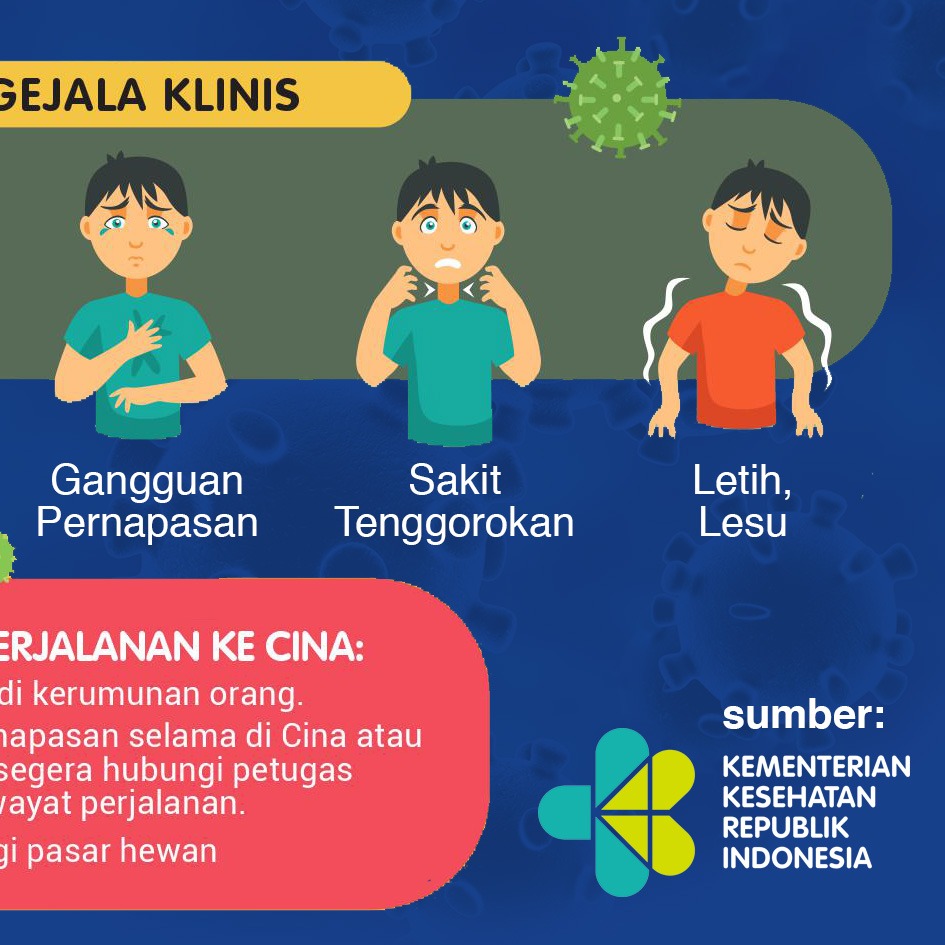 GEJALA KLINIS
Gangguan
Pernapasan
Sakit
Tenggorokan
Letih,
Lesu
ERJALANAN KE CINA:
di kerumunan orang.
napasan selama di Cina atau
segera hubungi petugas
wayat perjalanan.
gi pasar hewan
sumber:
KEMENTERIAN
KESEHATAN
REPUBLIK
INDONESIA